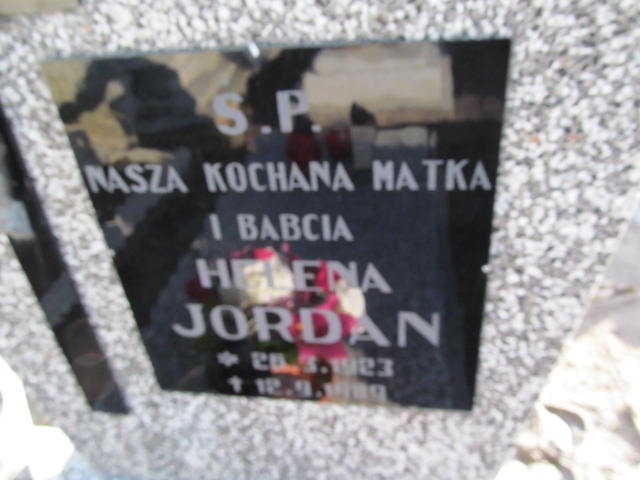 S.P.
NASZA KOCHANA MATKA
I BABCIA
HELENA
JORDAN